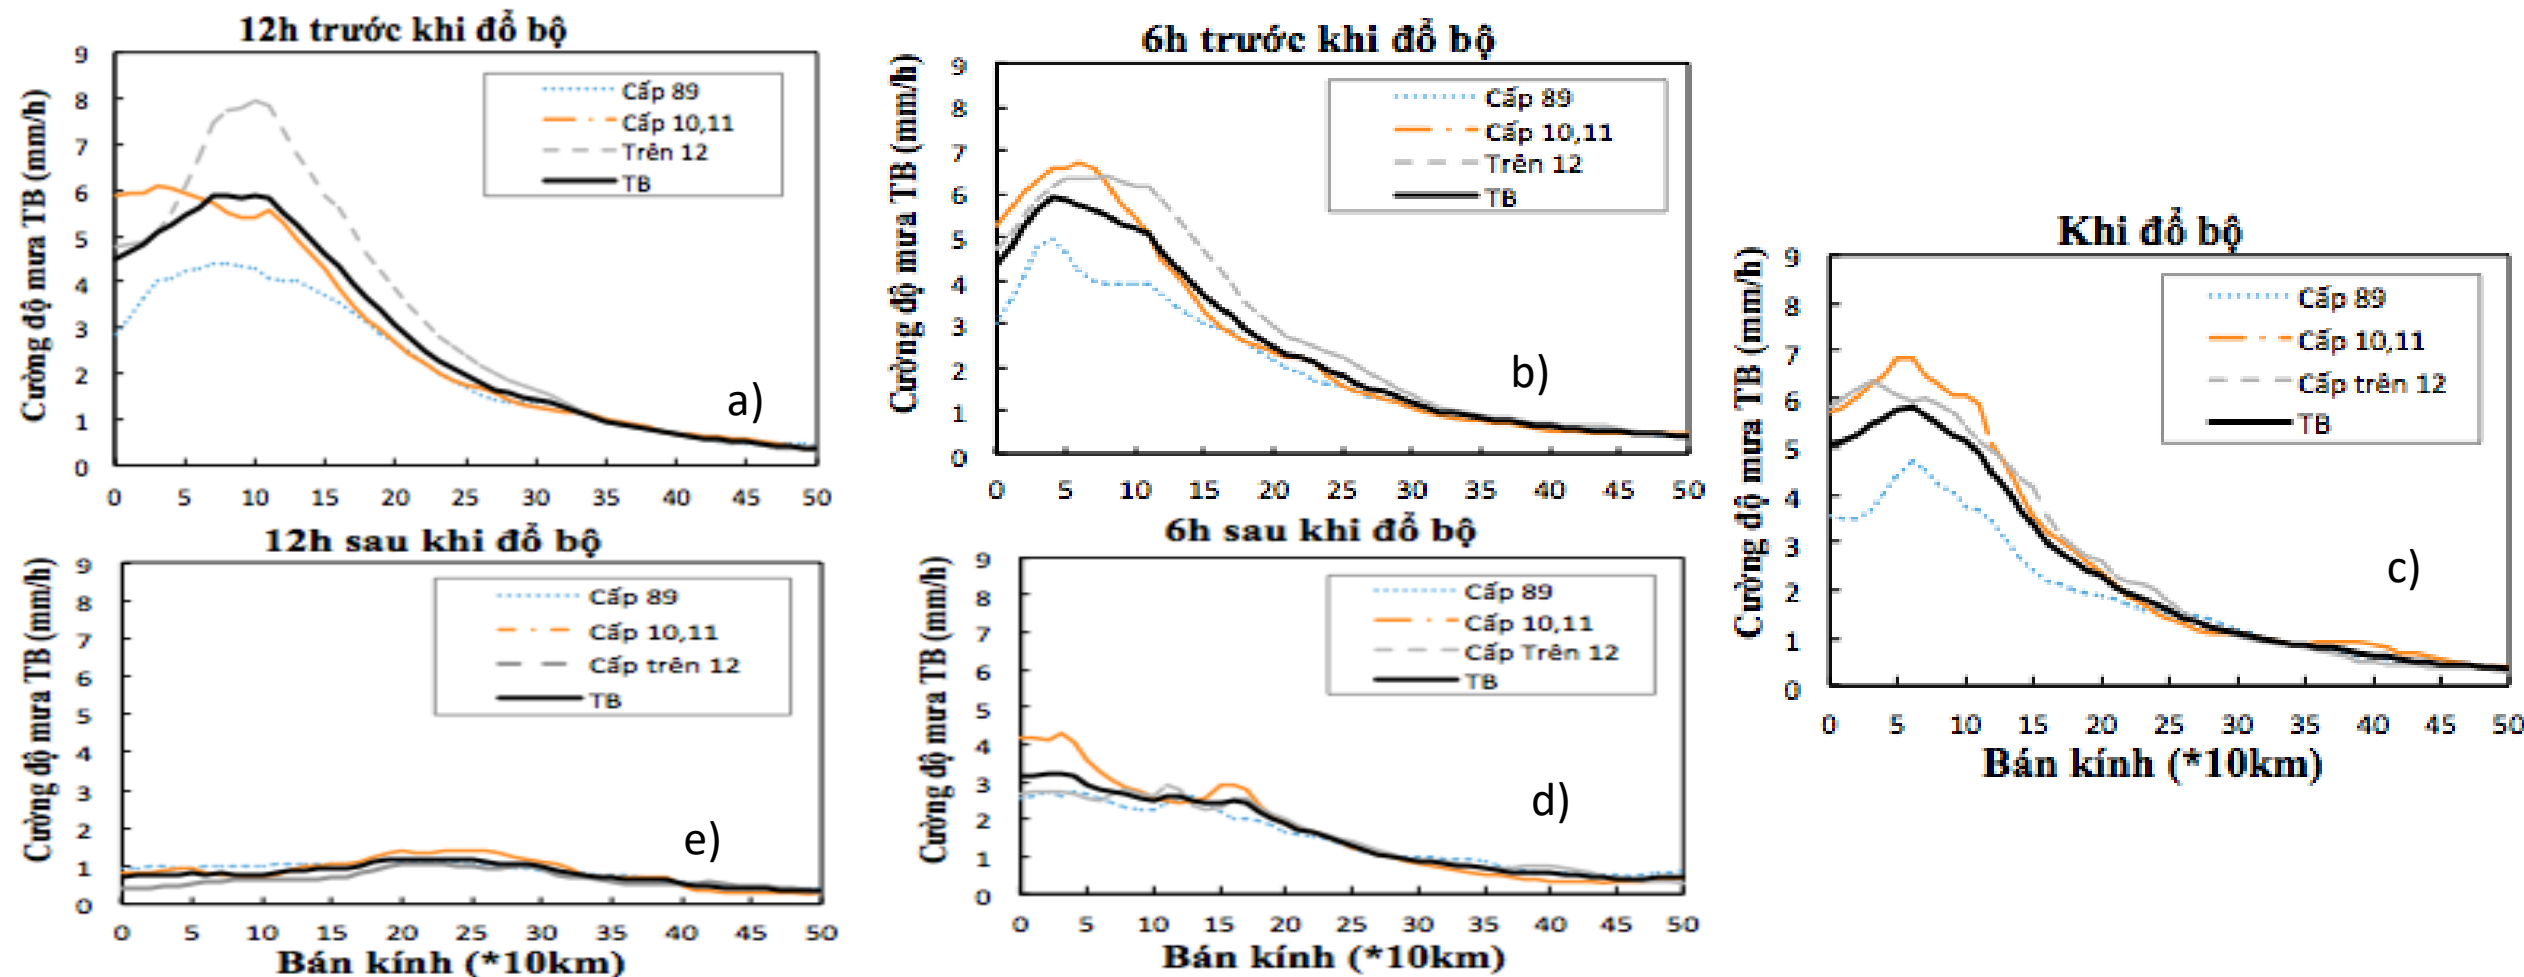 12h trước khi đổ bộ
Cường độ mưa TB (mm/h)
9
8
7
6
5
4
3
2
1
0
Cấp 89
Cấp 10,11
Trên 12
TB
a)
0 5 10 15 20 25 30 35 40 45 50
6h trước khi đổ bộ
Cường độ mưa TB (mm/h)
9
8
7
6
5
4
3
2
1
0
Cấp 89
Cấp 10,11
Trên 12
TB
b)
0 5 10 15 20 25 30 35 40 45 50
Khi đổ bộ
Cường độ mưa TB (mm/h)
9
8
7
6
5
4
3
2
1
0
Cấp 89
Cấp 10,11
Cấp trên 12
TB
c)
0 5 10 15 20 25 30 35 40 45 50
Bán kính (*10km)
12h sau khi đổ bộ
Cường độ mưa TB (mm/h)
9
8
7
6
5
4
3
2
1
0
Cấp 89
Cấp 10,11
Cấp trên 12
TB
e)
0 5 10 15 20 25 30 35 40 45 50
Bán kính (*10km)
6h sau khi đổ bộ
Cường độ mưa TB (mm/h)
9
8
7
6
5
4
3
2
1
0
Cấp 89
Cấp 10,11
Cấp Trên 12
TB
d)
0 5 10 15 20 25 30 35 40 45 50
Bán kính (*10km)